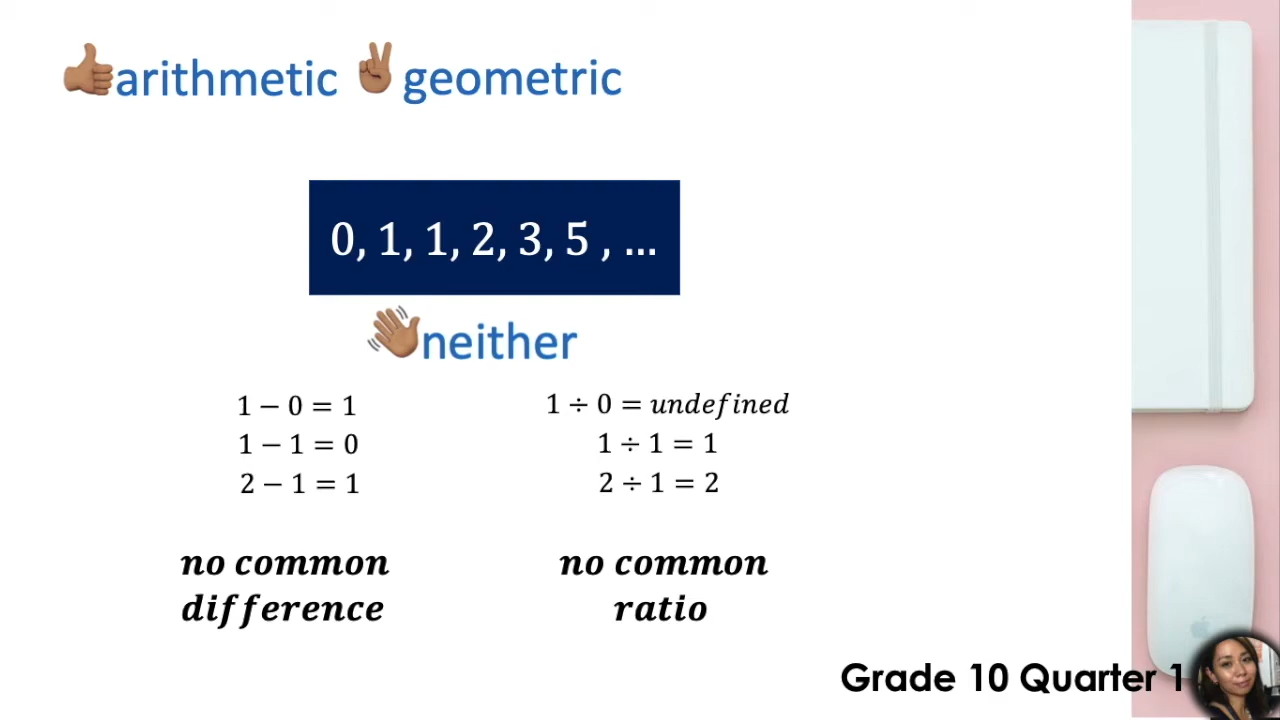 arithmetic geometric
0, 1, 1, 2, 3, 5 , ...
neither
1 − 0 = 1
1 − 1 = 0
2 − 1 = 1
no common
difference
1 ÷ 0 = undefined
1 ÷ 1 = 1
2 ÷ 1 = 2
no common
ratio
Grade 10 Quarter 1